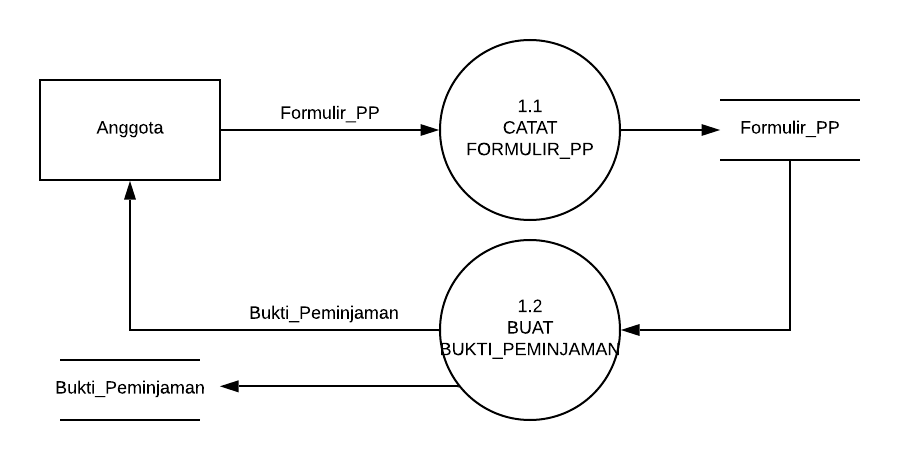 Anggota
Formulir_PP
1.1
CATAT
FORMULIR_PP
Formulir_PP
Bukti_Peminjaman
1.2
BUAT
BUKTI_PEMINJAMAN
Bukti_Peminjaman